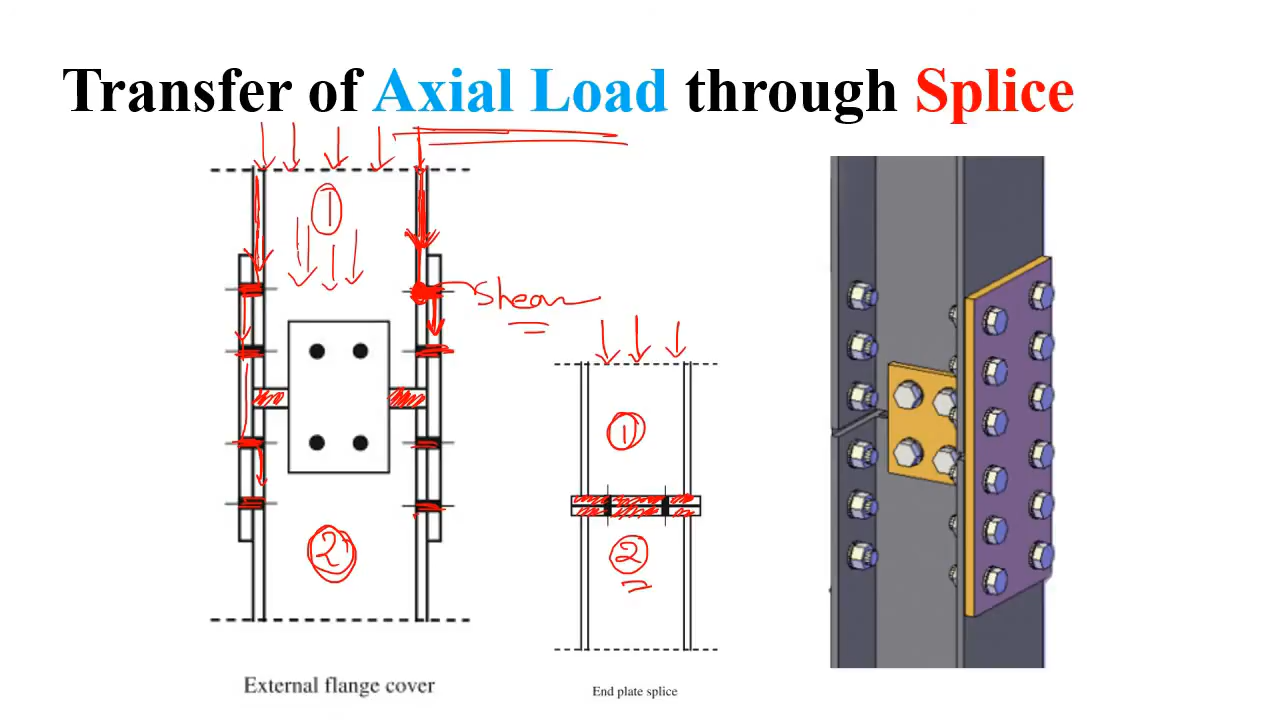 Transfer of Axial Load through Splice
1
Shear
1
2
2
External flange cover
End plate splice